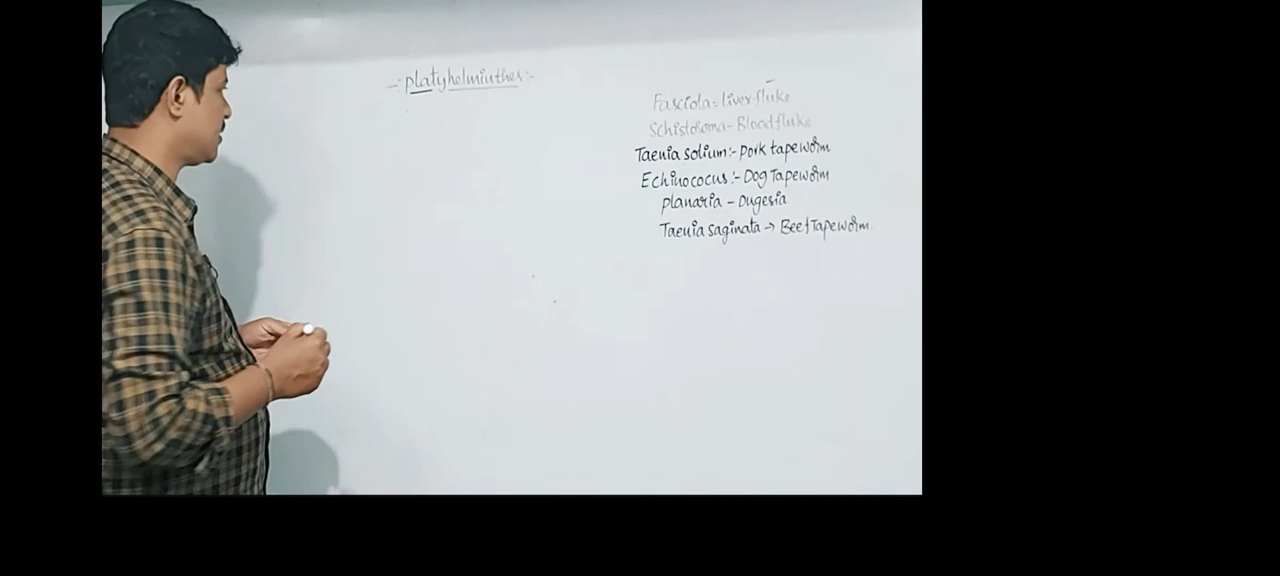 -: platyhelminthes :-
Fasciola = Liver fluke
Schistosoma - Blood fluke
Taenia solium :- pork tapeworm
Echinococus :- Dog Tapeworm
planaria - Dugesia
Taenia saginata → Beef Tapeworm